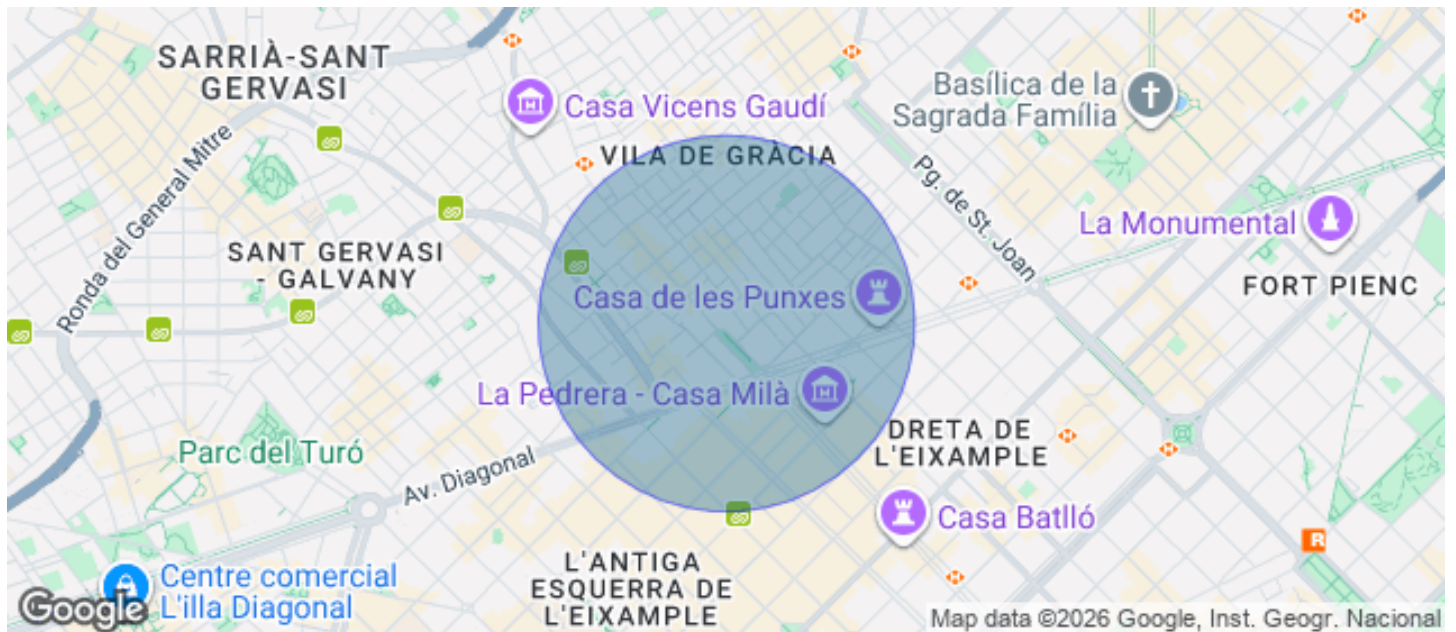 SARRIÀ-SANT
GERVASI
Casa Vicens Gaudí
Basílica de la
Sagrada Família
VILA DE GRÀCIA
Ronda del General Mitre
Pg. de St. Joan
La Monumental
SANT GERVASI
- GALVANY
Casa de les Punxes
FORT PIENC
La Pedrera - Casa Milà
Parc del Turó
Av. Diagonal
DRETA DE
L'EIXAMPLE
Casa Batlló
L'ANTIGA
ESQUERRA DE
L'EIXAMPLE
R
Centre comercial
L'illa Diagonal
Google
Map data ©2026 Google, Inst. Geogr. Nacional